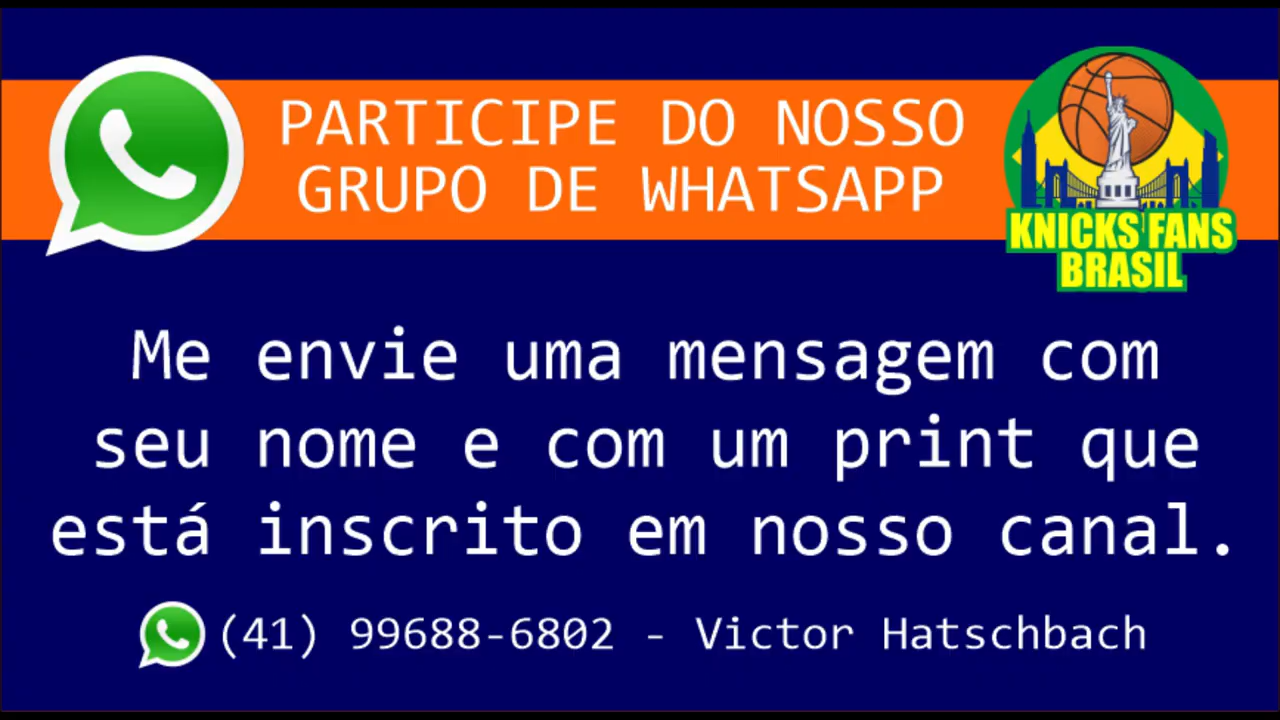 PARTICIPE DO NOSSO
GRUPO DE WHATSAPP
KNICKS FANS
BRASIL
Me envie uma mensagem com
seu nome e com um print que
está inscrito em nosso canal.
(41) 99688-6802 - Victor Hatschbach